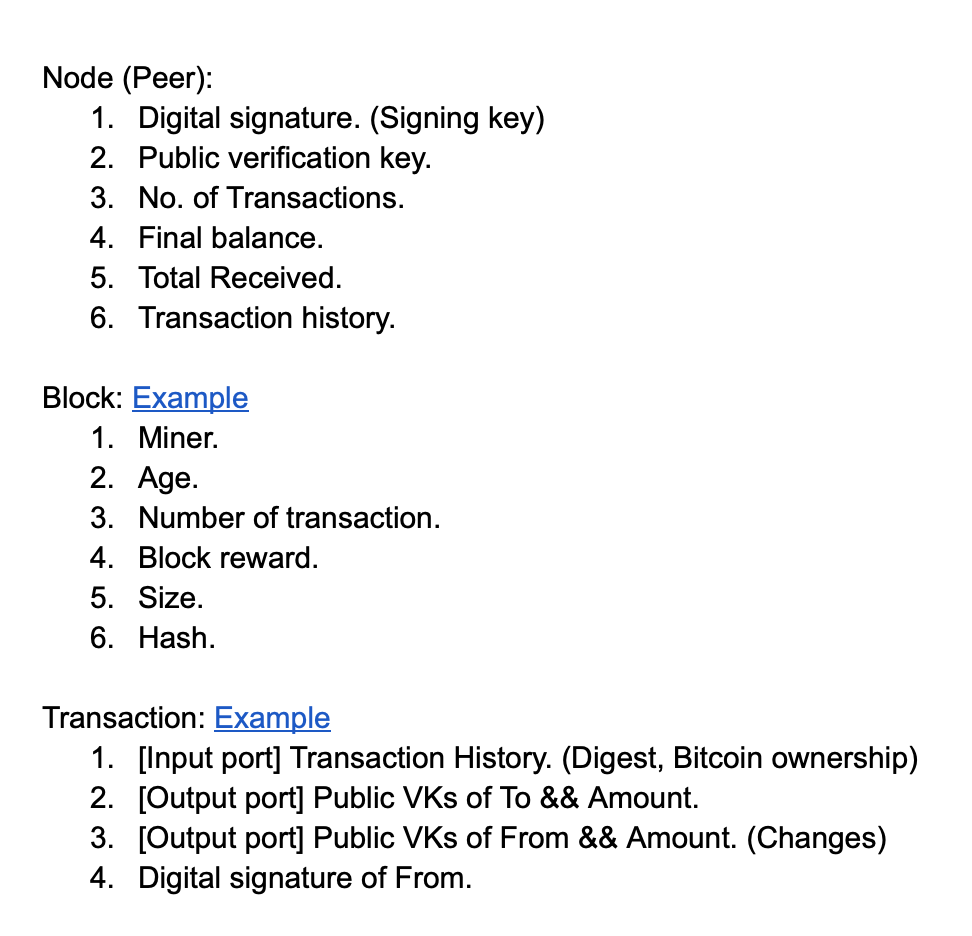 Node (Peer):
1. Digital signature. (Signing key)
2. Public verification key.
3. No. of Transactions.
4. Final balance.
5. Total Received.
6. Transaction history.
Block: Example
1. Miner.
2. Age.
3. Number of transaction.
4. Block reward.
5. Size.
6. Hash.
Transaction: Example
1. [Input port] Transaction History. (Digest, Bitcoin ownership)
2. [Output port] Public VKs of To && Amount.
3. [Output port] Public VKs of From && Amount. (Changes)
4. Digital signature of From.